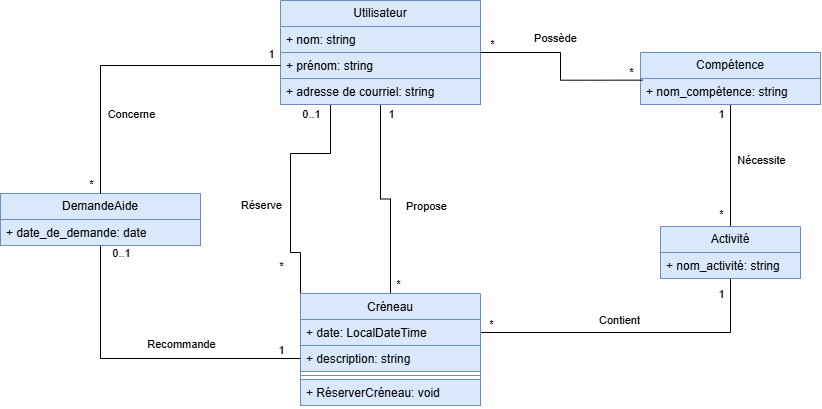 Utilisateur
+ nom: string
+ prénom: string
+ adresse de courriel: string
*
Possède
*
Compétence
+ nom_compétence: string
1
Concerne
*
0..1
1
1
Nécessite
*
DemandeAide
+ date_de_demande: date
0..1
Réserve
*
Propose
*
Activité
+ nom_activité: string
1
Créneau
+ date: LocalDateTime
+ description: string
+ RéserverCréneau: void
*
Contient
Recommande
1